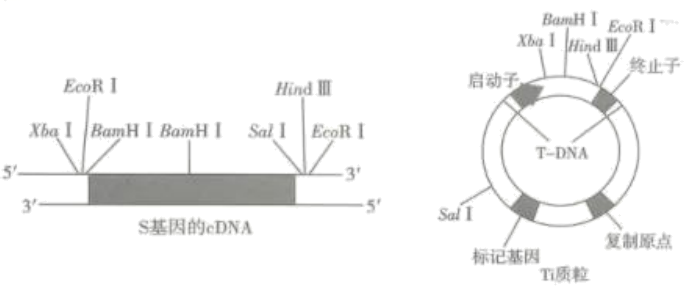 EcoR Ⅰ
Hind Ⅲ
Xba Ⅰ
BamH Ⅰ
BamH Ⅰ
Sal Ⅰ
EcoR Ⅰ
5′
3′
3′
5′
S基因的cDNA
BamH Ⅰ
EcoR Ⅰ
Xba Ⅰ
Hind Ⅲ
终止子
启动子
T-DNA
Sal Ⅰ
标记基因
复制原点
Ti质粒